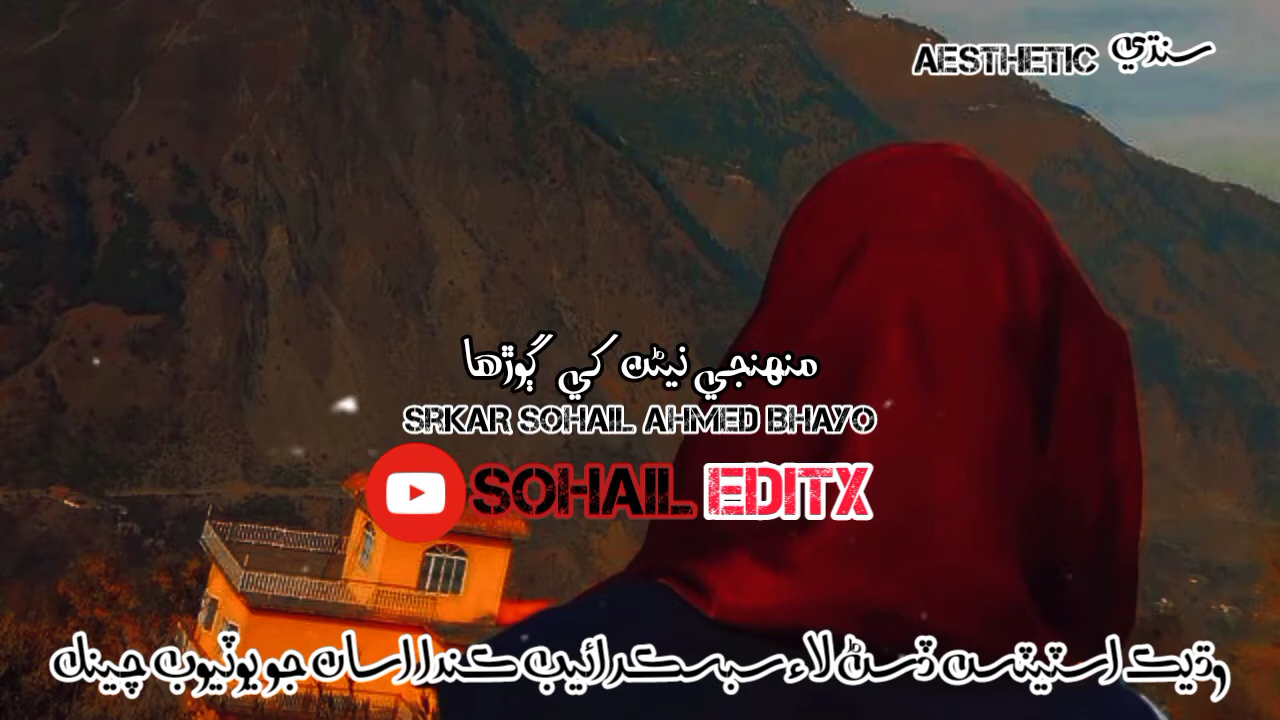 AESTHETIC سنڌي
منهنجي نيڻن کي ڳوڙها
SRKAR SOHAIL AHMED BHAYO
SOHAIL EDITX
وڌيڪ اسٽيٽس ڏسڻ لاءِ سبسڪرائيب ڪندا اسان جو يوٽيوب چينل